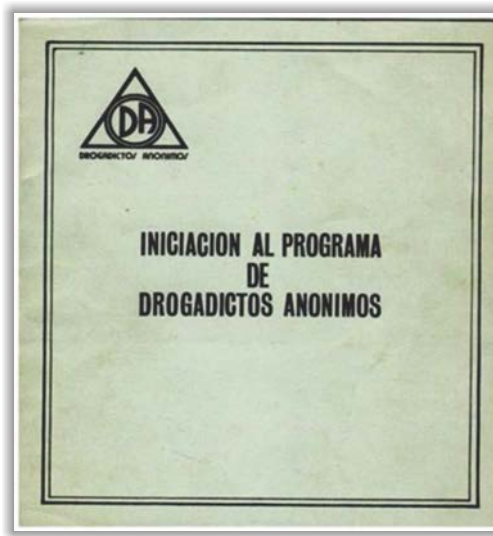 DA
DROGADICTOS ANONIMOS
INICIACION AL PROGRAMA
DE
DROGADICTOS ANONIMOS